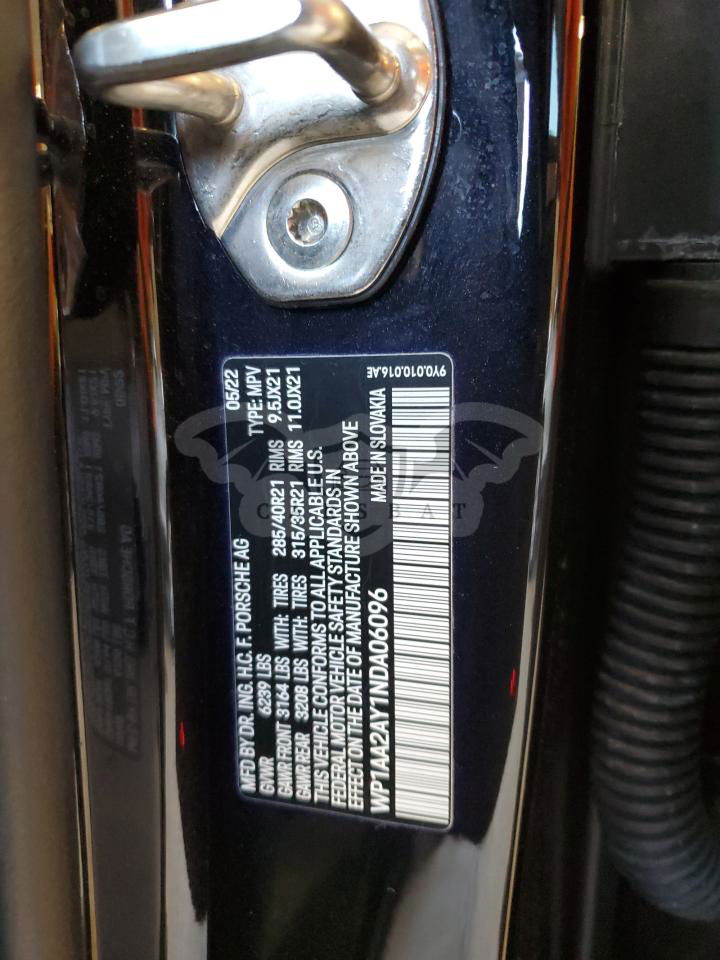 MFD BY DR. ING. H.C. F. PORSCHE AG 05/22
GVWR 6239 LBS TYPE: MPV
GAWR FRONT 3164 LBS WITH: TIRES 285/40R21 RIMS 9.5JX21
GAWR REAR 3208 LBS WITH: TIRES 315/35R21 RIMS 11.0JX21
THIS VEHICLE CONFORMS TO ALL APPLICABLE U.S.
FEDERAL MOTOR VEHICLE SAFETY STANDARDS IN
EFFECT ON THE DATE OF MANUFACTURE SHOWN ABOVE
WP1AA2AY1NDA06096 MADE IN SLOVAKIA
9Y0.010.016.AE